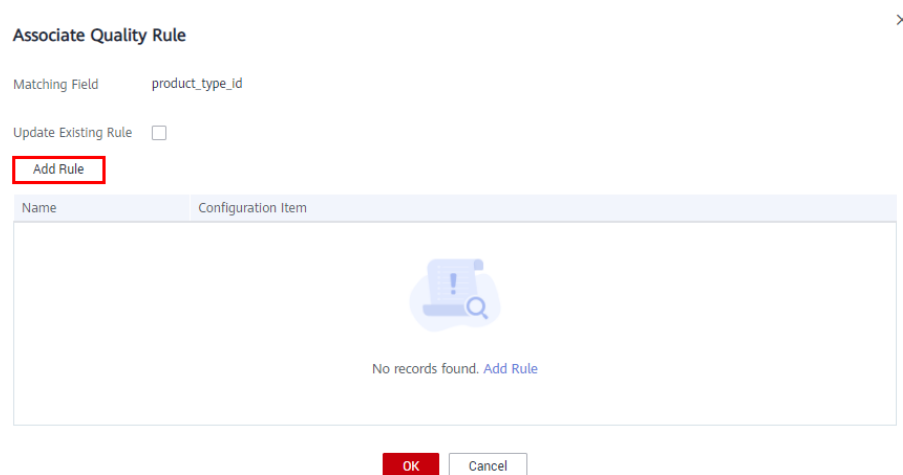 Associate Quality Rule
Matching Field product_type_id
Update Existing Rule
Add Rule
Name Configuration Item
No records found. Add Rule
OK Cancel